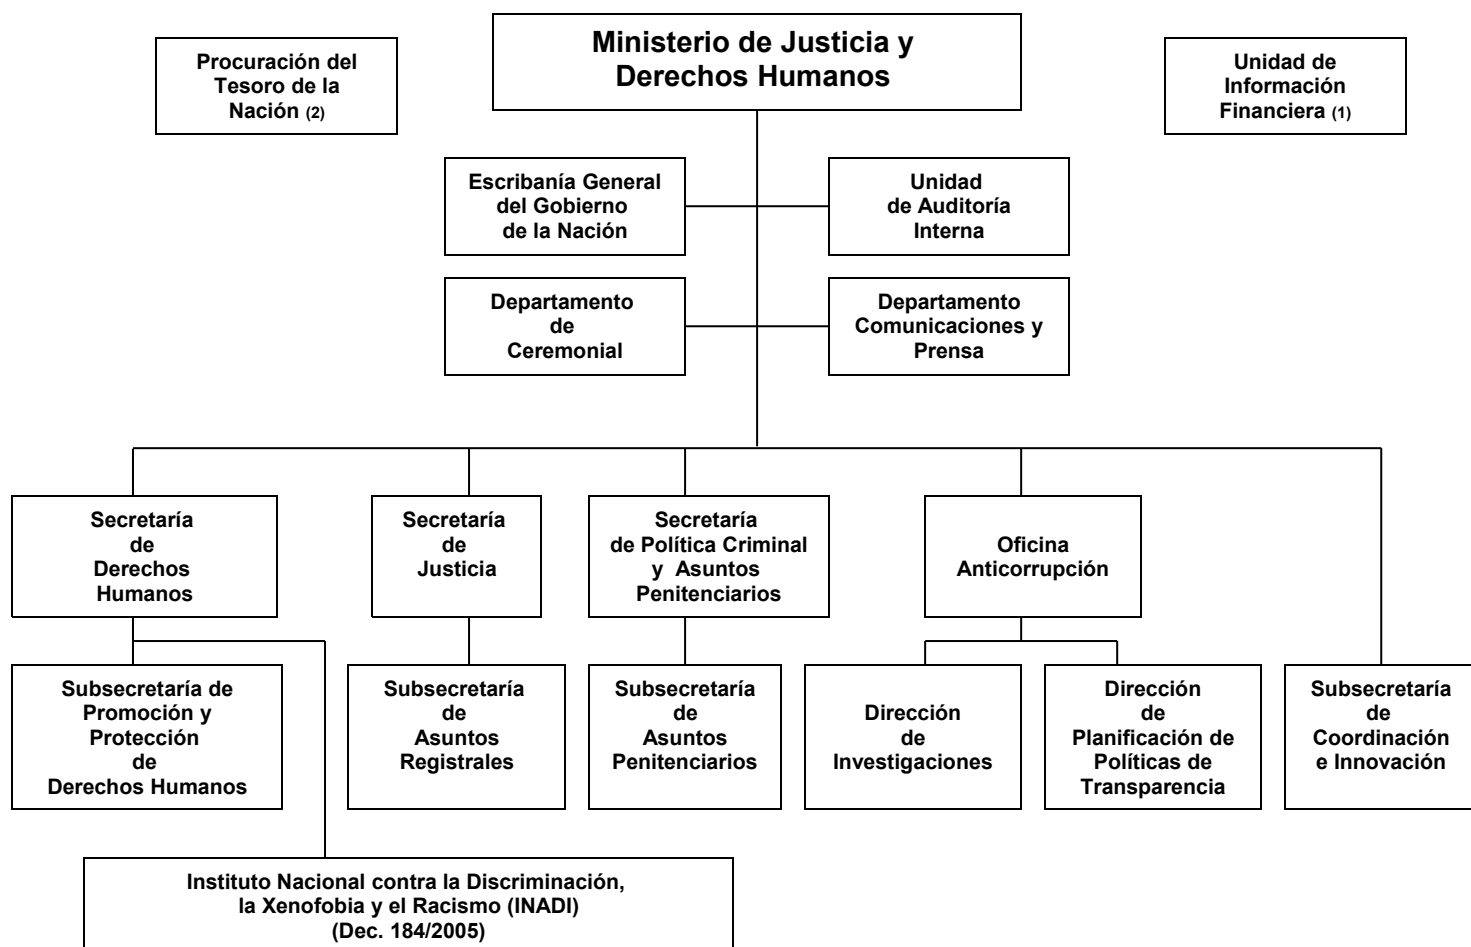 Ministerio de Justicia y
Derechos Humanos
Procuración del
Tesoro de la
Nación (2)
Unidad de
Información
Financiera (1)
Escribanía General
del Gobierno
de la Nación
Unidad
de Auditoría
Interna
Departamento
de
Ceremonial
Departamento
Comunicaciones y
Prensa
Secretaría
de
Derechos
Humanos
Secretaría
de
Justicia
Secretaría
de Política Criminal
y Asuntos
Penitenciarios
Oficina
Anticorrupción
Subsecretaría de
Promoción y
Protección
de
Derechos Humanos
Subsecretaría
de
Asuntos
Registrales
Subsecretaría
de
Asuntos
Penitenciarios
Dirección
de
Investigaciones
Dirección
de
Planificación de
Políticas de
Transparencia
Subsecretaría
de
Coordinación
e Innovación
Instituto Nacional contra la Discriminación,
la Xenofobia y el Racismo (INADI)
(Dec. 184/2005)